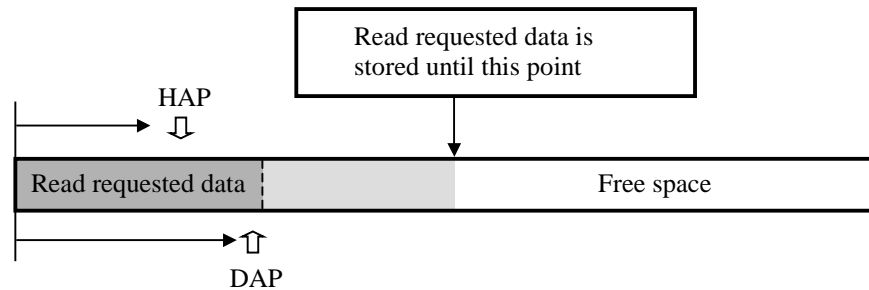 Read requested data is
stored until this point
HAP
Read requested data
Free space
DAP